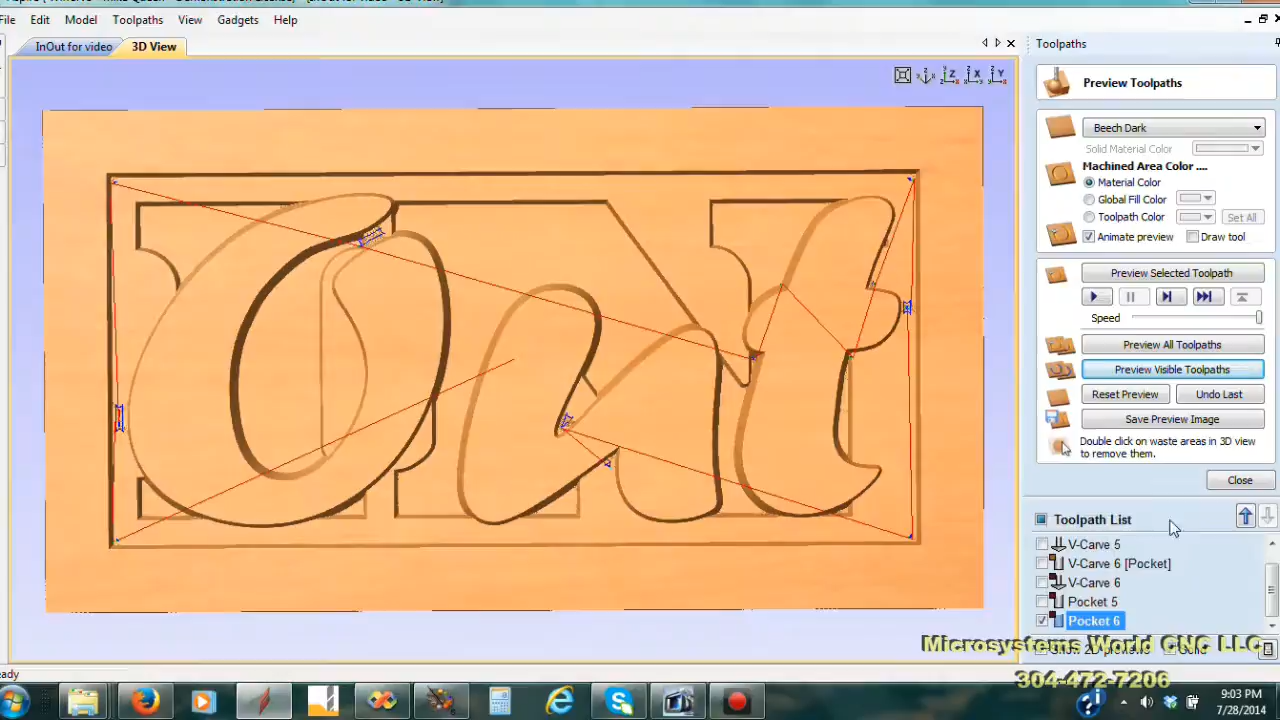 File Edit Model Toolpaths View Gadgets Help
InOut for video 3D View
Toolpaths
Preview Toolpaths
Beech Dark
Solid Material Color
Machined Area Color ....
Material Color
Global Fill Color
Toolpath Color Set All
Animate preview Draw tool
Preview Selected Toolpath
Speed
Preview All Toolpaths
Preview Visible Toolpaths
Reset Preview Undo Last
Save Preview Image
Double click on waste areas in 3D view
to remove them.
Close
Toolpath List
V-Carve 5
V-Carve 6 [Pocket]
V-Carve 6
Pocket 5
Pocket 6
Out
Microsystems World CNC LLC
304-472-7206
eady
9:03 PM
7/28/2014